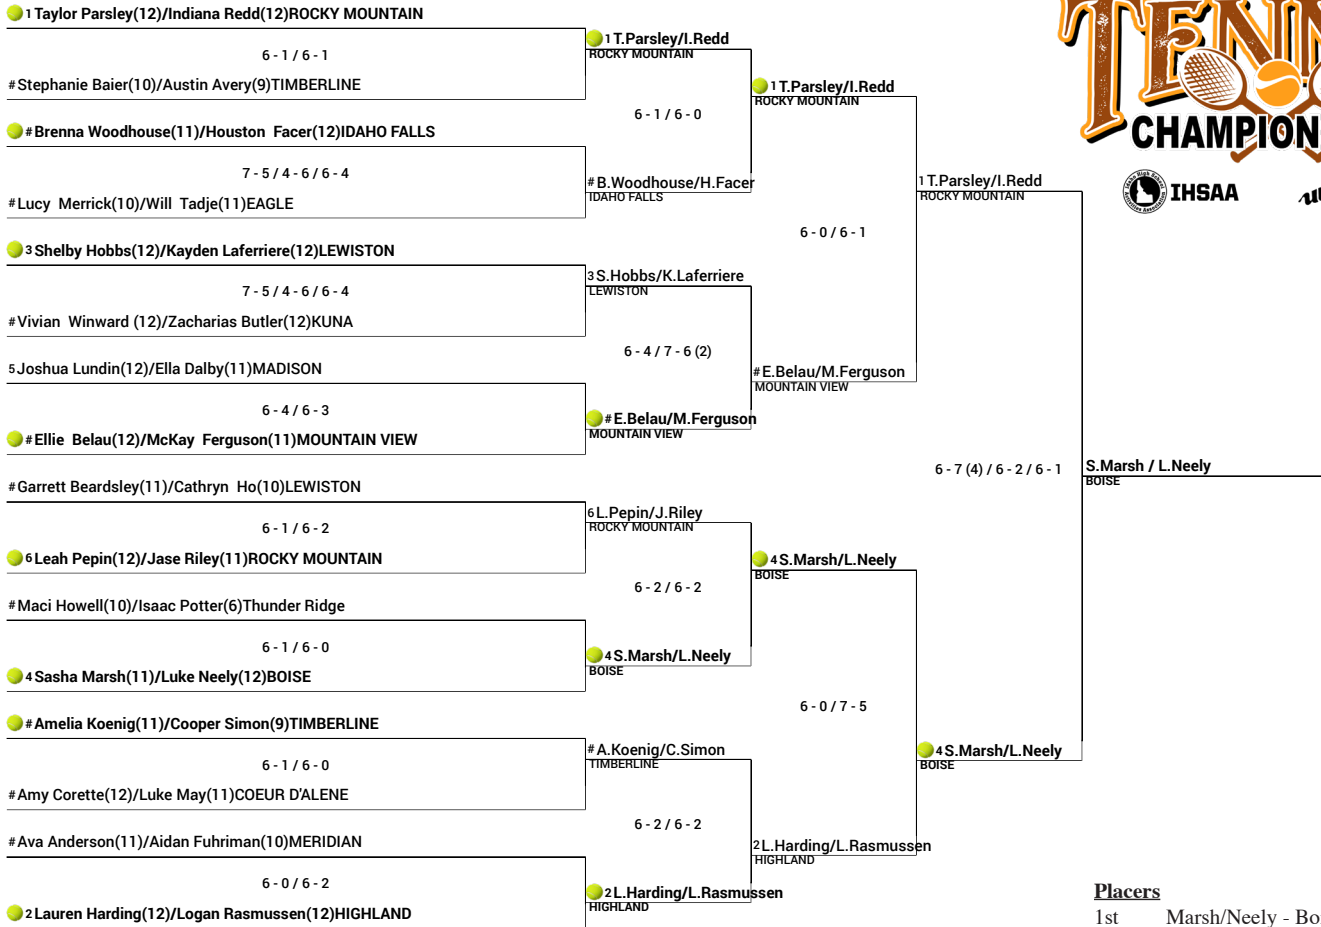 1 Taylor Parsley(12)/Indiana Redd(12)ROCKY MOUNTAIN
6 - 1 / 6 - 1
# Stephanie Baier(10)/Austin Avery(9)TIMBERLINE
# Brenna Woodhouse(11)/Houston Facer(12)IDAHO FALLS
7 - 5 / 4 - 6 / 6 - 4
# Lucy Merrick(10)/Will Tadje(11)EAGLE
3 Shelby Hobbs(12)/Kayden Laferriere(12)LEWISTON
7 - 5 / 4 - 6 / 6 - 4
# Vivian Winward (12)/Zacharias Butler(12)KUNA
5 Joshua Lundin(12)/Ella Dalby(11)MADISON
6 - 4 / 6 - 3
# Ellie Belau(12)/McKay Ferguson(11)MOUNTAIN VIEW
# Garrett Beardsley(11)/Cathryn Ho(10)LEWISTON
6 - 1 / 6 - 2
6 Leah Pepin(12)/Jase Riley(11)ROCKY MOUNTAIN
# Maci Howell(10)/Isaac Potter(6)Thunder Ridge
6 - 1 / 6 - 0
4 Sasha Marsh(11)/Luke Neely(12)BOISE
# Amelia Koenig(11)/Cooper Simon(9)TIMBERLINE
6 - 1 / 6 - 0
# Amy Corette(12)/Luke May(11)COEUR D'ALENE
# Ava Anderson(11)/Aidan Fuhriman(10)MERIDIAN
6 - 0 / 6 - 2
2 Lauren Harding(12)/Logan Rasmussen(12)HIGHLAND
1 T.Parsley/I.Redd
ROCKY MOUNTAIN
6 - 1 / 6 - 0
# B.Woodhouse/H.Facer
IDAHO FALLS
3 S.Hobbs/K.Laferriere
LEWISTON
6 - 4 / 7 - 6 (2)
# E.Belau/M.Ferguson
MOUNTAIN VIEW
6 L.Pepin/J.Riley
ROCKY MOUNTAIN
6 - 2 / 6 - 2
4 S.Marsh/L.Neely
BOISE
# A.Koenig/C.Simon
TIMBERLINE
6 - 2 / 6 - 2
2 L.Harding/L.Rasmussen
HIGHLAND
1 T.Parsley/I.Redd
ROCKY MOUNTAIN
6 - 0 / 6 - 1
# E.Belau/M.Ferguson
MOUNTAIN VIEW
4 S.Marsh/L.Neely
BOISE
6 - 0 / 7 - 5
2 L.Harding/L.Rasmussen
HIGHLAND
1 T.Parsley/I.Redd
ROCKY MOUNTAIN
6 - 7 (4) / 6 - 2 / 6 - 1
4 S.Marsh/L.Neely
BOISE
S.Marsh / L.Neely
BOISE
TENN
CHAMPION
IHSAA
Placers
1st Marsh/Neely - Bo